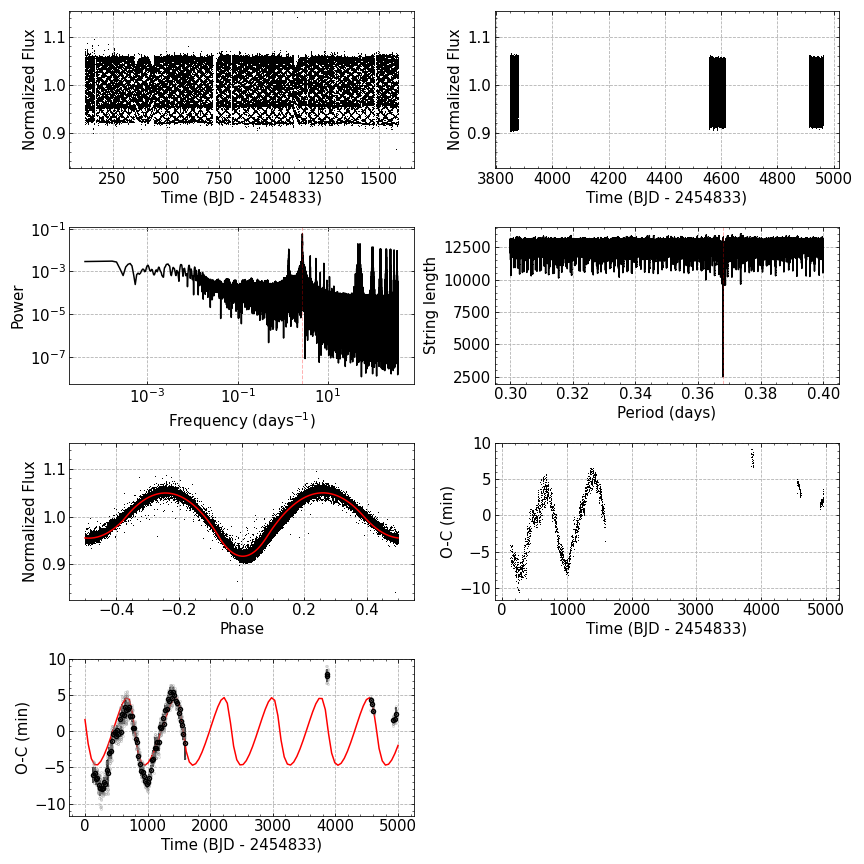 1.1
1.0
0.9
Normalized Flux
250 500 750 1000 1250 1500
Time (BJD - 2454833)
1.1
1.0
0.9
Normalized Flux
3800 4000 4200 4400 4600 4800 5000
Time (BJD - 2454833)
10⁻¹
10⁻³
10⁻⁵
10⁻⁷
Power
10⁻³ 10⁻¹ 10¹
Frequency (days⁻¹)
12500
10000
7500
5000
2500
String length
0.30 0.32 0.34 0.36 0.38 0.40
Period (days)
1.1
1.0
0.9
Normalized Flux
−0.4 −0.2 0.0 0.2 0.4
Phase
10
5
0
−5
−10
O-C (min)
0 1000 2000 3000 4000 5000
Time (BJD - 2454833)
10
5
0
−5
−10
O-C (min)
0 1000 2000 3000 4000 5000
Time (BJD - 2454833)